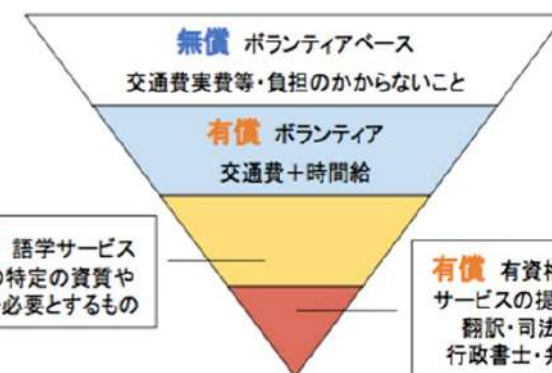 無償 ボランティアベース
交通費実費等・負担のかからないこと
有償 ボランティア
交通費＋時間給
語学サービス
の特定の資質や
必要とするもの
有償 有資格
サービスの提
翻訳・司法
行政書士・弁